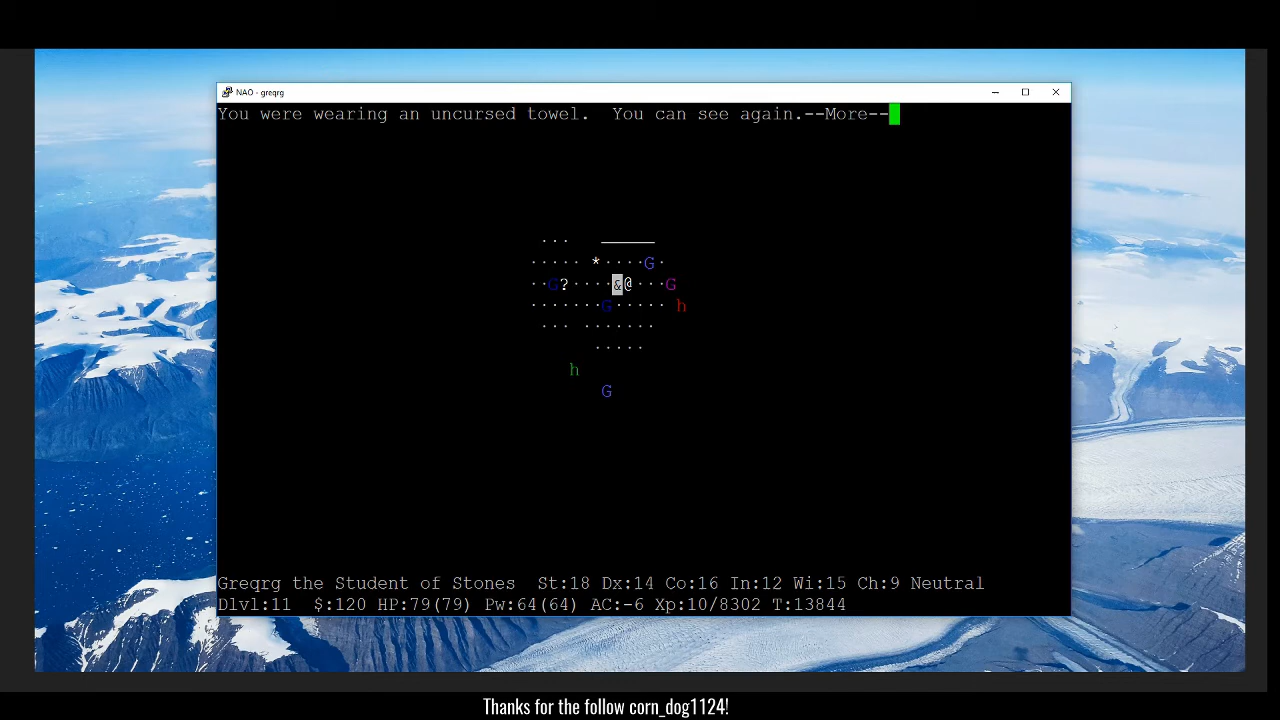 NAO - greqrg
You were wearing an uncursed towel.  You can see again.--More--
. . .   _____
. . . . .  * . . . . G .
. . G ? . . . . & @ . . . G
. . . . . . . G . . . . .  h
. . .  . . . . . . .
. . . . .
h
G
Greqrg the Student of Stones  St:18 Dx:14 Co:16 In:12 Wi:15 Ch:9 Neutral
Dlvl:11  $:120 HP:79(79) Pw:64(64) AC:-6 Xp:10/8302 T:13844
Thanks for the follow corn_dog1124!